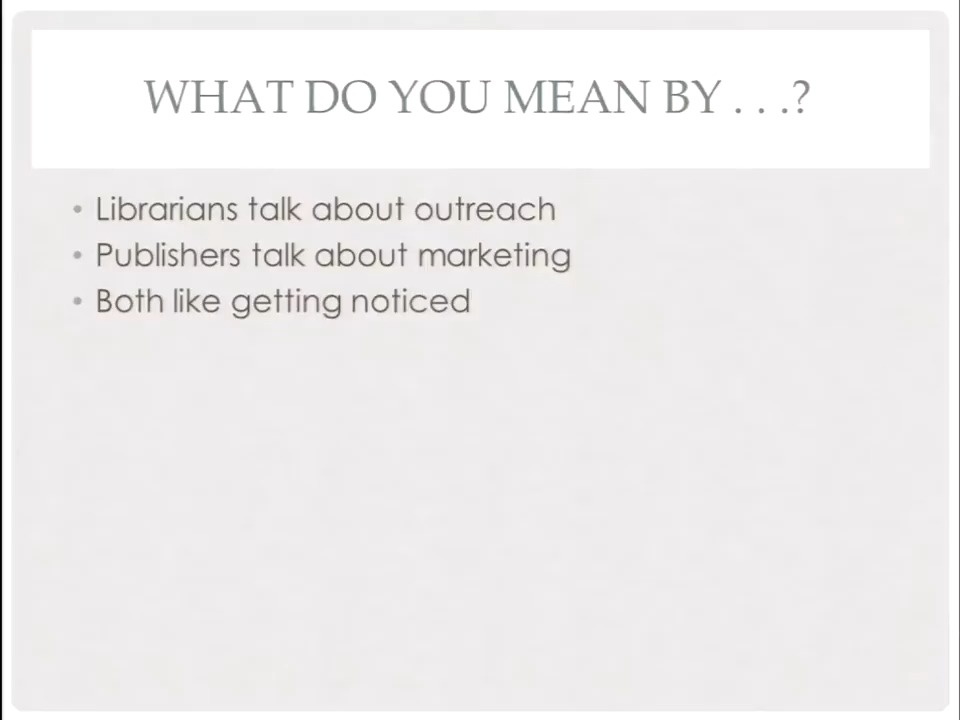 WHAT DO YOU MEAN BY . . .?
• Librarians talk about outreach
• Publishers talk about marketing
• Both like getting noticed